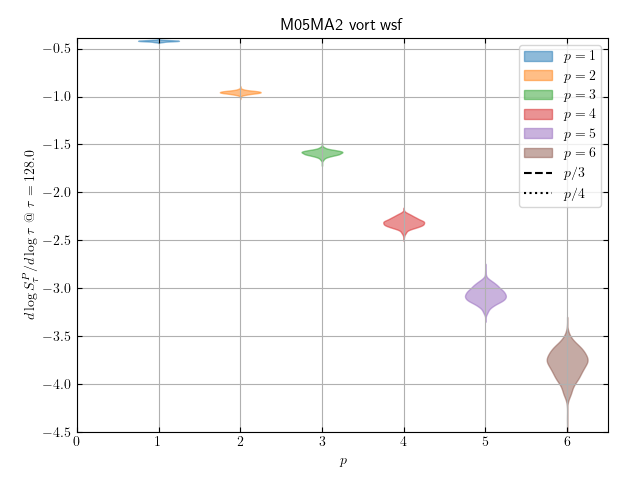 M05MA2 vort wsf
d log S_τ^P / d log τ @ τ = 128.0
−0.5
−1.0
−1.5
−2.0
−2.5
−3.0
−3.5
−4.0
−4.5
0 1 2 3 4 5 6
p
p = 1
p = 2
p = 3
p = 4
p = 5
p = 6
p/3
p/4